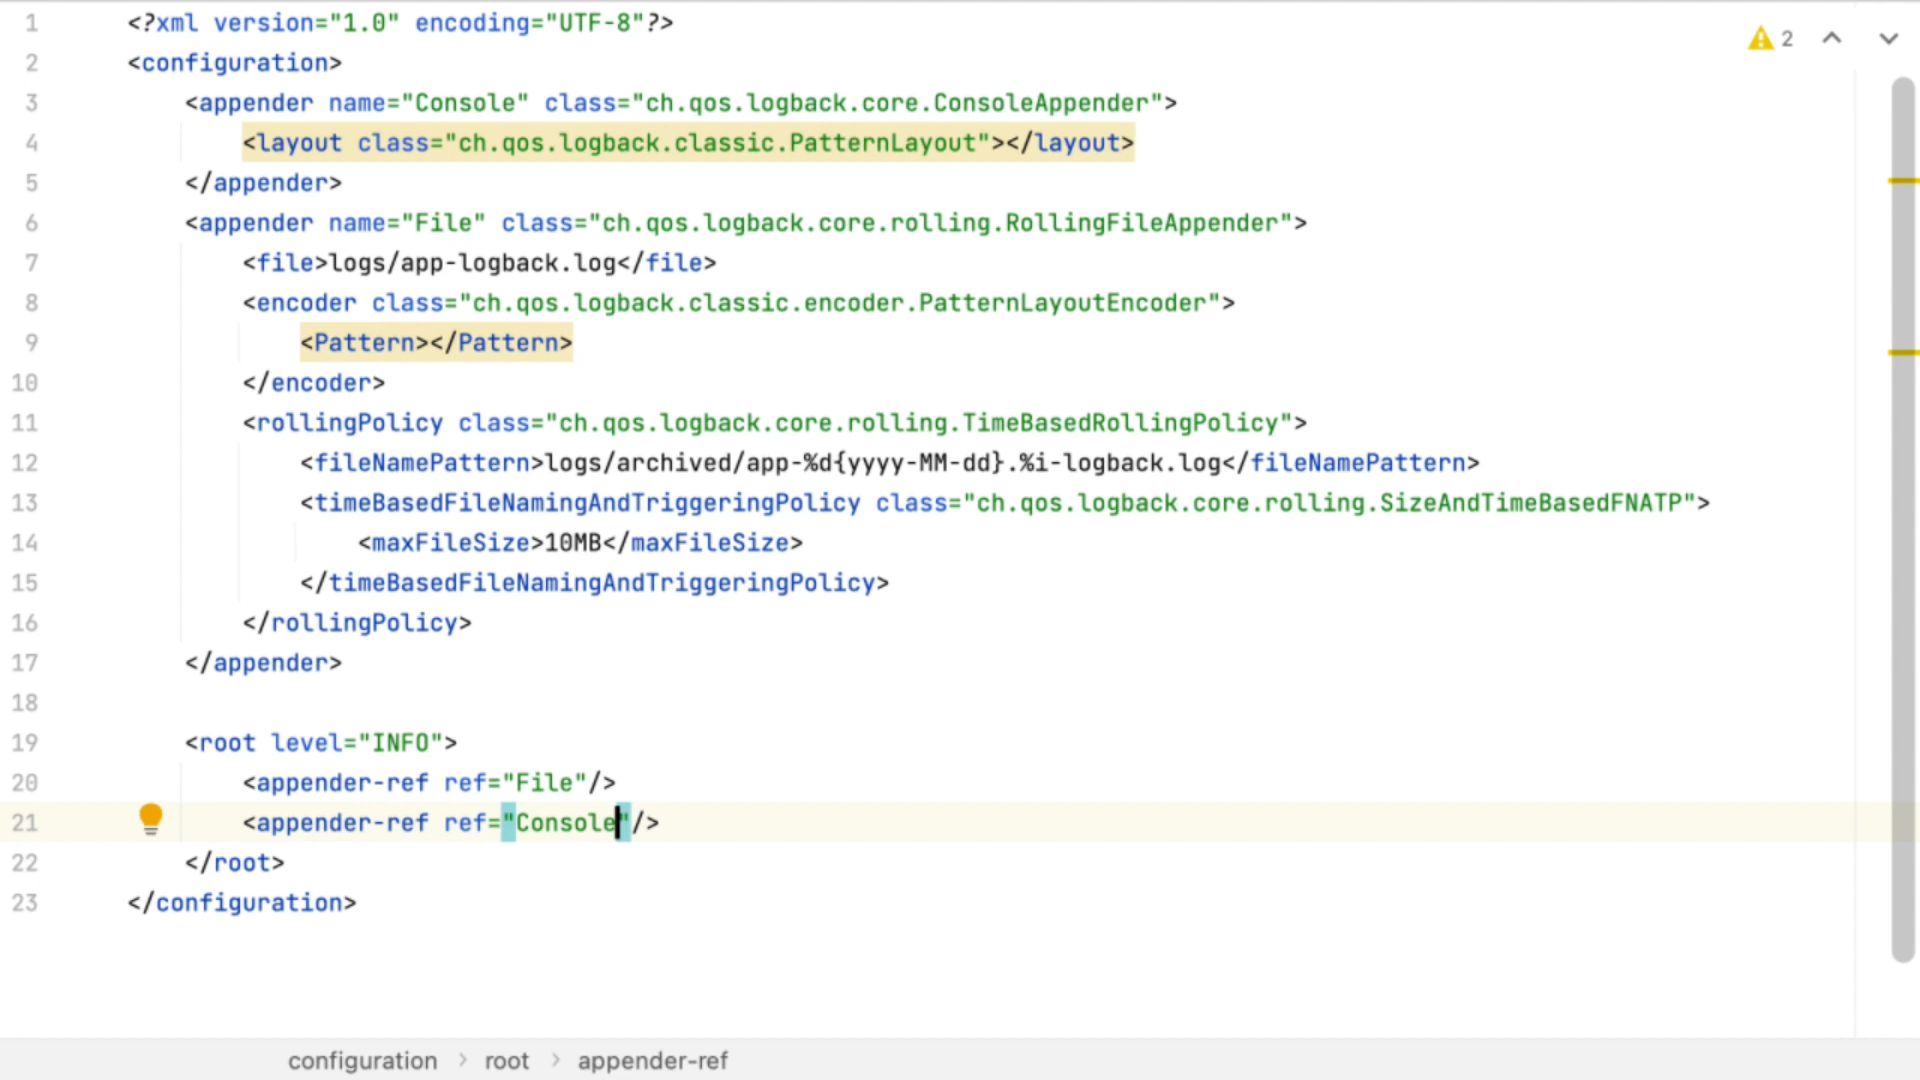 1 <?xml version="1.0" encoding="UTF-8"?>
2 <configuration>
3 <appender name="Console" class="ch.qos.logback.core.ConsoleAppender">
4 <layout class="ch.qos.logback.classic.PatternLayout"></layout>
5 </appender>
6 <appender name="File" class="ch.qos.logback.core.rolling.RollingFileAppender">
7 <file>logs/app-logback.log</file>
8 <encoder class="ch.qos.logback.classic.encoder.PatternLayoutEncoder">
9 <Pattern></Pattern>
10 </encoder>
11 <rollingPolicy class="ch.qos.logback.core.rolling.TimeBasedRollingPolicy">
12 <fileNamePattern>logs/archived/app-%d{yyyy-MM-dd}.%i-logback.log</fileNamePattern>
13 <timeBasedFileNamingAndTriggeringPolicy class="ch.qos.logback.core.rolling.SizeAndTimeBasedFNATP">
14 <maxFileSize>10MB</maxFileSize>
15 </timeBasedFileNamingAndTriggeringPolicy>
16 </rollingPolicy>
17 </appender>
18
19 <root level="INFO">
20 <appender-ref ref="File"/>
21 <appender-ref ref="Console"/>
22 </root>
23 </configuration>
2
configuration > root > appender-ref